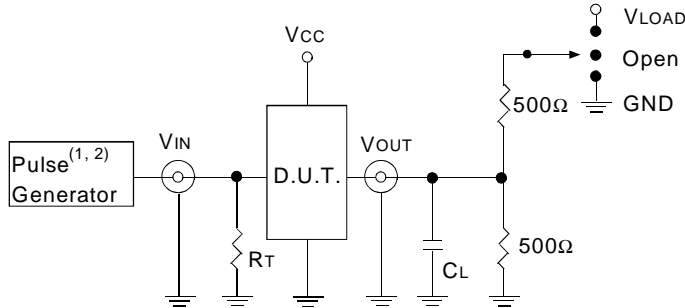 VLOAD
VCC
Open
500Ω
GND
VIN
VOUT
Pulse(1, 2)
Generator
D.U.T.
RT
CL
500Ω